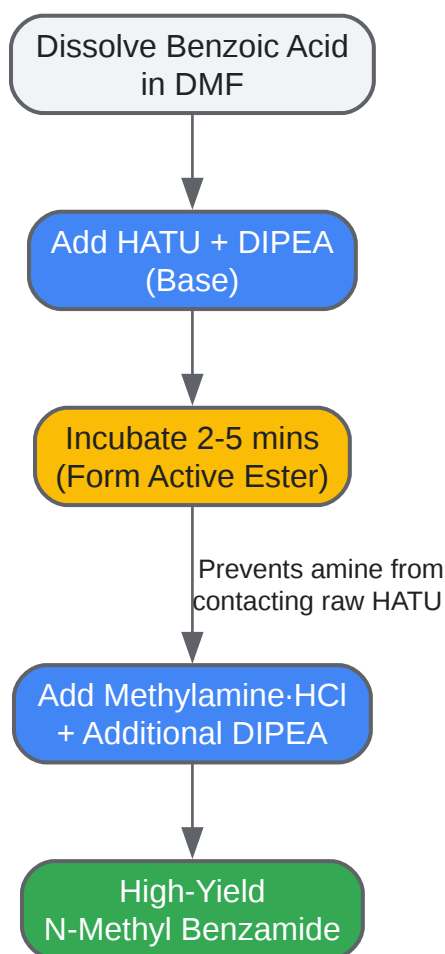 Dissolve Benzoic Acid
in DMF
Add HATU + DIPEA
(Base)
Incubate 2-5 mins
(Form Active Ester)
Prevents amine from
contacting raw HATU
Add Methylamine·HCl
+ Additional DIPEA
High-Yield
N-Methyl Benzamide